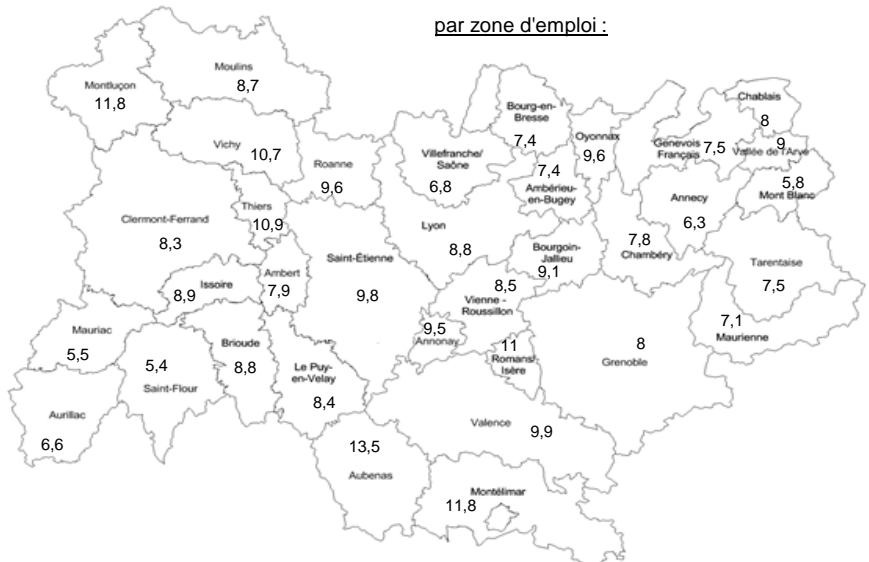 par zone d'emploi :
Montluçon
11,8
Moulins
8,7
Vichy
10,7
Roanne
9,6
Villefranche/
Saône
6,8
Bourg-en-
Bresse
7,4
Oyonnax
9,6
7,4
Ambérieu-
en-Bugey
Genevois
Français
7,5
Chablais
8
9
Vallée de l'Arve
5,8
Mont Blanc
Annecy
6,3
Clermont-Ferrand
8,3
Thiers
10,9
Lyon
8,8
7,8
Chambéry
Bourgoin-
Jallieu
9,1
Tarentaise
7,5
Saint-Étienne
9,8
Ambert
7,9
Issoire
8,9
8,5
Vienne -
Roussillon
7,1
Maurienne
9,5
Annonay
11
Romans/
Isère
8
Grenoble
Mauriac
5,5
5,4
Saint-Flour
Brioude
8,8
Le Puy-
en-Velay
8,4
Aurillac
6,6
Valence
9,9
13,5
Aubenas
Montélimar
11,8